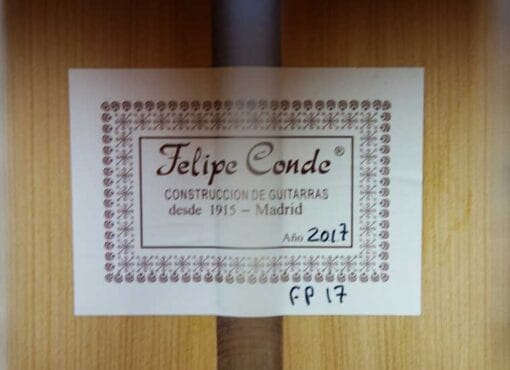 Felipe Conde®
CONSTRUCCION DE GUITARRAS
desde 1915 – Madrid
Año 2017
FP 17